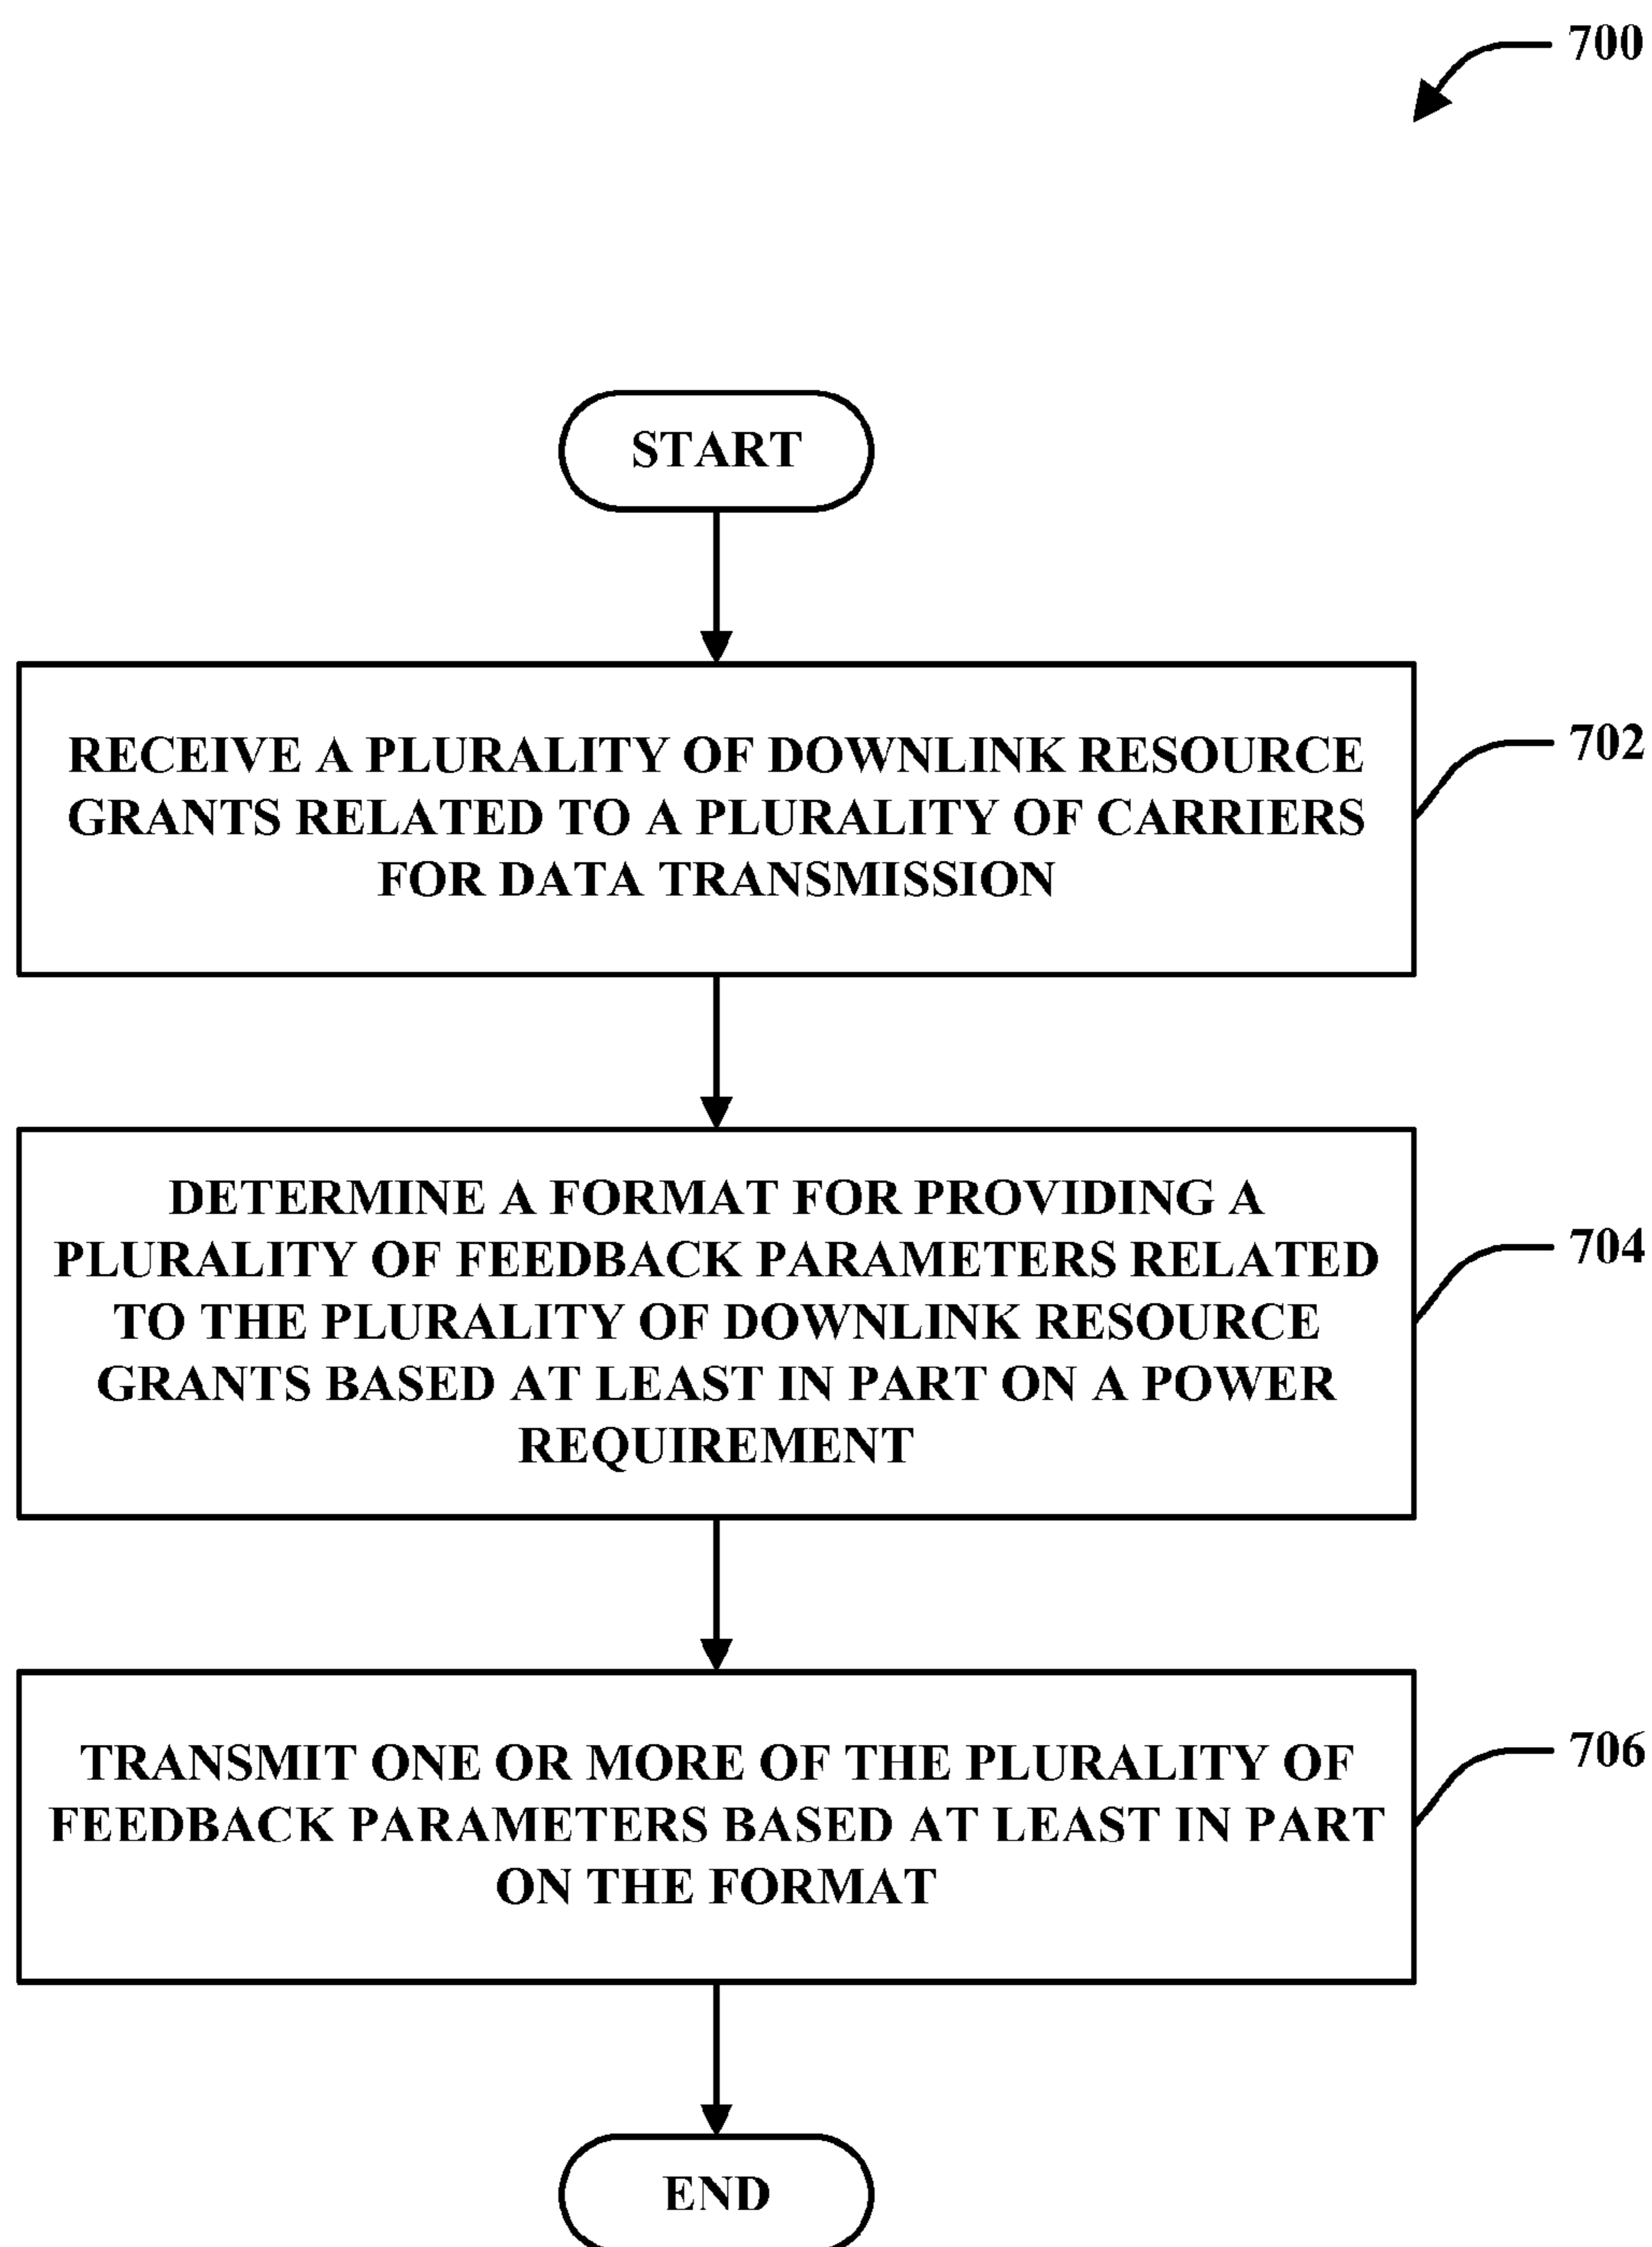 700
START
RECEIVE A PLURALITY OF DOWNLINK RESOURCE
GRANTS RELATED TO A PLURALITY OF CARRIERS
FOR DATA TRANSMISSION
702
DETERMINE A FORMAT FOR PROVIDING A
PLURALITY OF FEEDBACK PARAMETERS RELATED
TO THE PLURALITY OF DOWNLINK RESOURCE
GRANTS BASED AT LEAST IN PART ON A POWER
REQUIREMENT
704
TRANSMIT ONE OR MORE OF THE PLURALITY OF
FEEDBACK PARAMETERS BASED AT LEAST IN PART
ON THE FORMAT
706
END